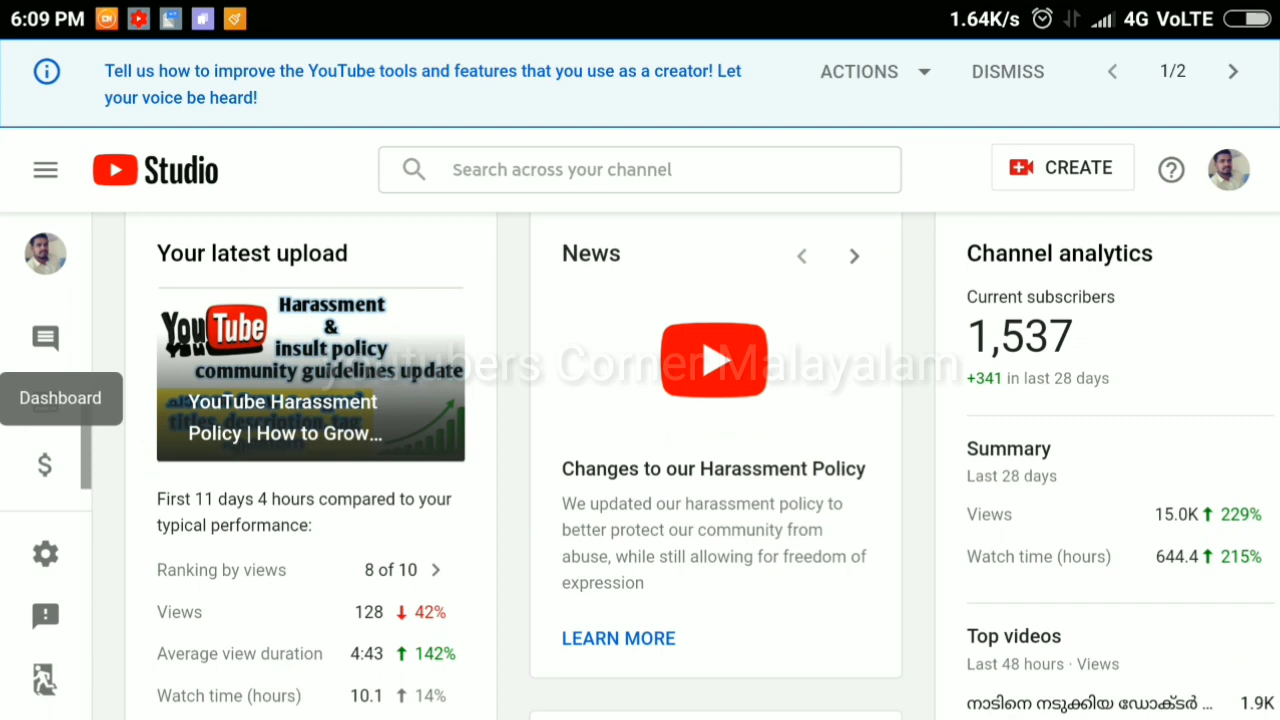 6:09 PM
1.64K/s
4G VoLTE
Tell us how to improve the YouTube tools and features that you use as a creator! Let
your voice be heard!
ACTIONS
DISMISS
1/2
Studio
Search across your channel
CREATE
Dashboard
Your latest upload
You Tube
Harassment
&
insult policy
community guidelines update
YouTube Harassment
Policy | How to Grow…
First 11 days 4 hours compared to your
typical performance:
Ranking by views 8 of 10
Views 128 42%
Average view duration 4:43 142%
Watch time (hours) 10.1 14%
News
Youtubers Corner Malayalam
Changes to our Harassment Policy
We updated our harassment policy to
better protect our community from
abuse, while still allowing for freedom of
expression
LEARN MORE
Channel analytics
Current subscribers
1,537
+341 in last 28 days
Summary
Last 28 days
Views 15.0K 229%
Watch time (hours) 644.4 215%
Top videos
Last 48 hours · Views
നാടിനെ നടുക്കിയ ഡോക്ടർ ... 1.9K